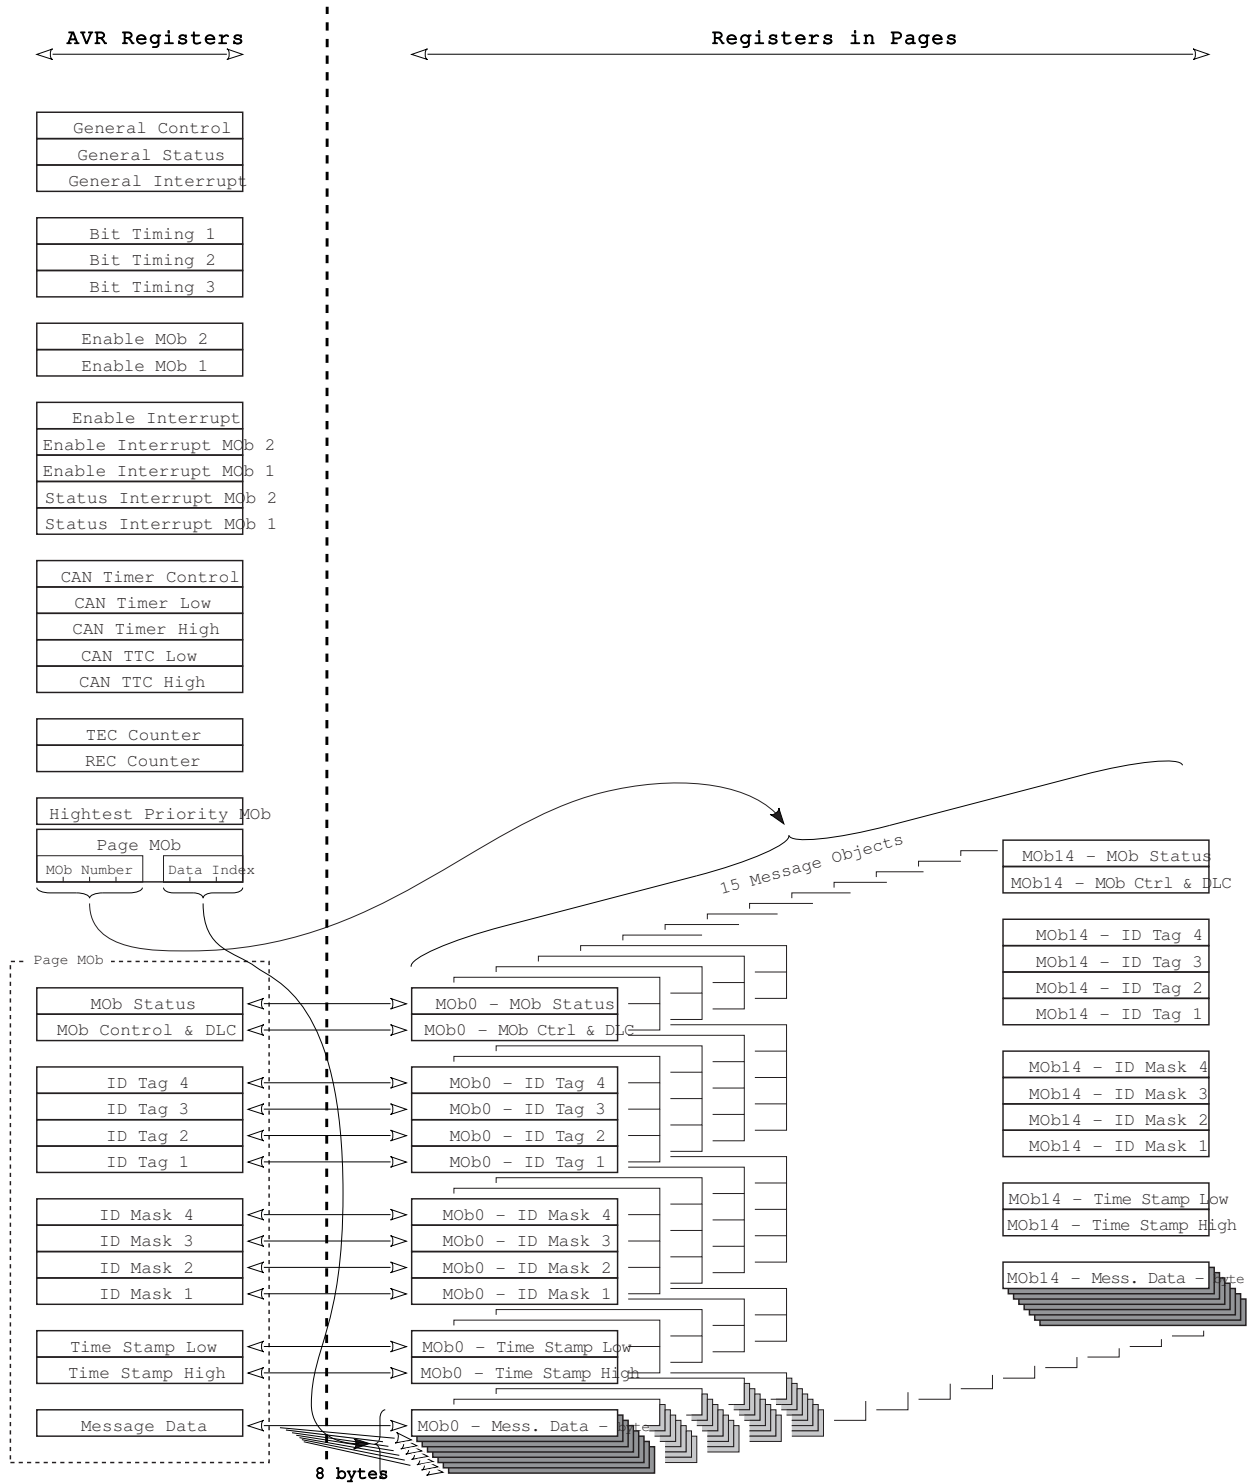 AVR Registers
Registers in Pages
General Control
General Status
General Interrupt
Bit Timing 1
Bit Timing 2
Bit Timing 3
Enable MOb 2
Enable MOb 1
Enable Interrupt
Enable Interrupt MOb 2
Enable Interrupt MOb 1
Status Interrupt MOb 2
Status Interrupt MOb 1
CAN Timer Control
CAN Timer Low
CAN Timer High
CAN TTC Low
CAN TTC High
TEC Counter
REC Counter
Hightest Priority MOb
Page MOb
MOb Number
Data Index
Page MOb
MOb Status
MOb Control & DLC
ID Tag 4
ID Tag 3
ID Tag 2
ID Tag 1
ID Mask 4
ID Mask 3
ID Mask 2
ID Mask 1
Time Stamp Low
Time Stamp High
Message Data
8 bytes
MOb0 - MOb Status
MOb0 - MOb Ctrl & DLC
MOb0 - ID Tag 4
MOb0 - ID Tag 3
MOb0 - ID Tag 2
MOb0 - ID Tag 1
MOb0 - ID Mask 4
MOb0 - ID Mask 3
MOb0 - ID Mask 2
MOb0 - ID Mask 1
MOb0 - Time Stamp Low
MOb0 - Time Stamp High
MOb0 - Mess. Data - byte
15 Message Objects
MOb14 - MOb Status
MOb14 - MOb Ctrl & DLC
MOb14 - ID Tag 4
MOb14 - ID Tag 3
MOb14 - ID Tag 2
MOb14 - ID Tag 1
MOb14 - ID Mask 4
MOb14 - ID Mask 3
MOb14 - ID Mask 2
MOb14 - ID Mask 1
MOb14 - Time Stamp Low
MOb14 - Time Stamp High
MOb14 - Mess. Data - byte